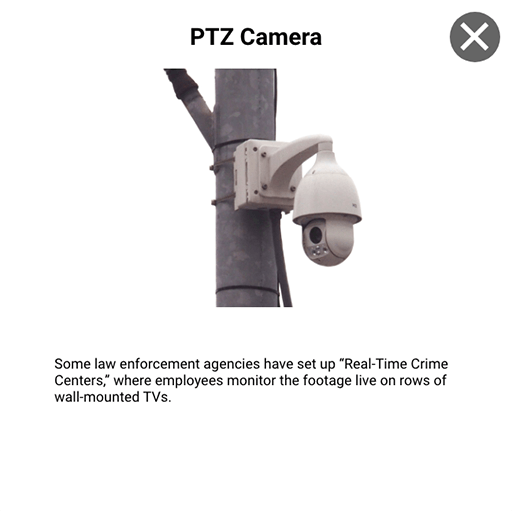 PTZ Camera
Some law enforcement agencies have set up “Real-Time Crime
Centers,” where employees monitor the footage live on rows of
wall-mounted TVs.